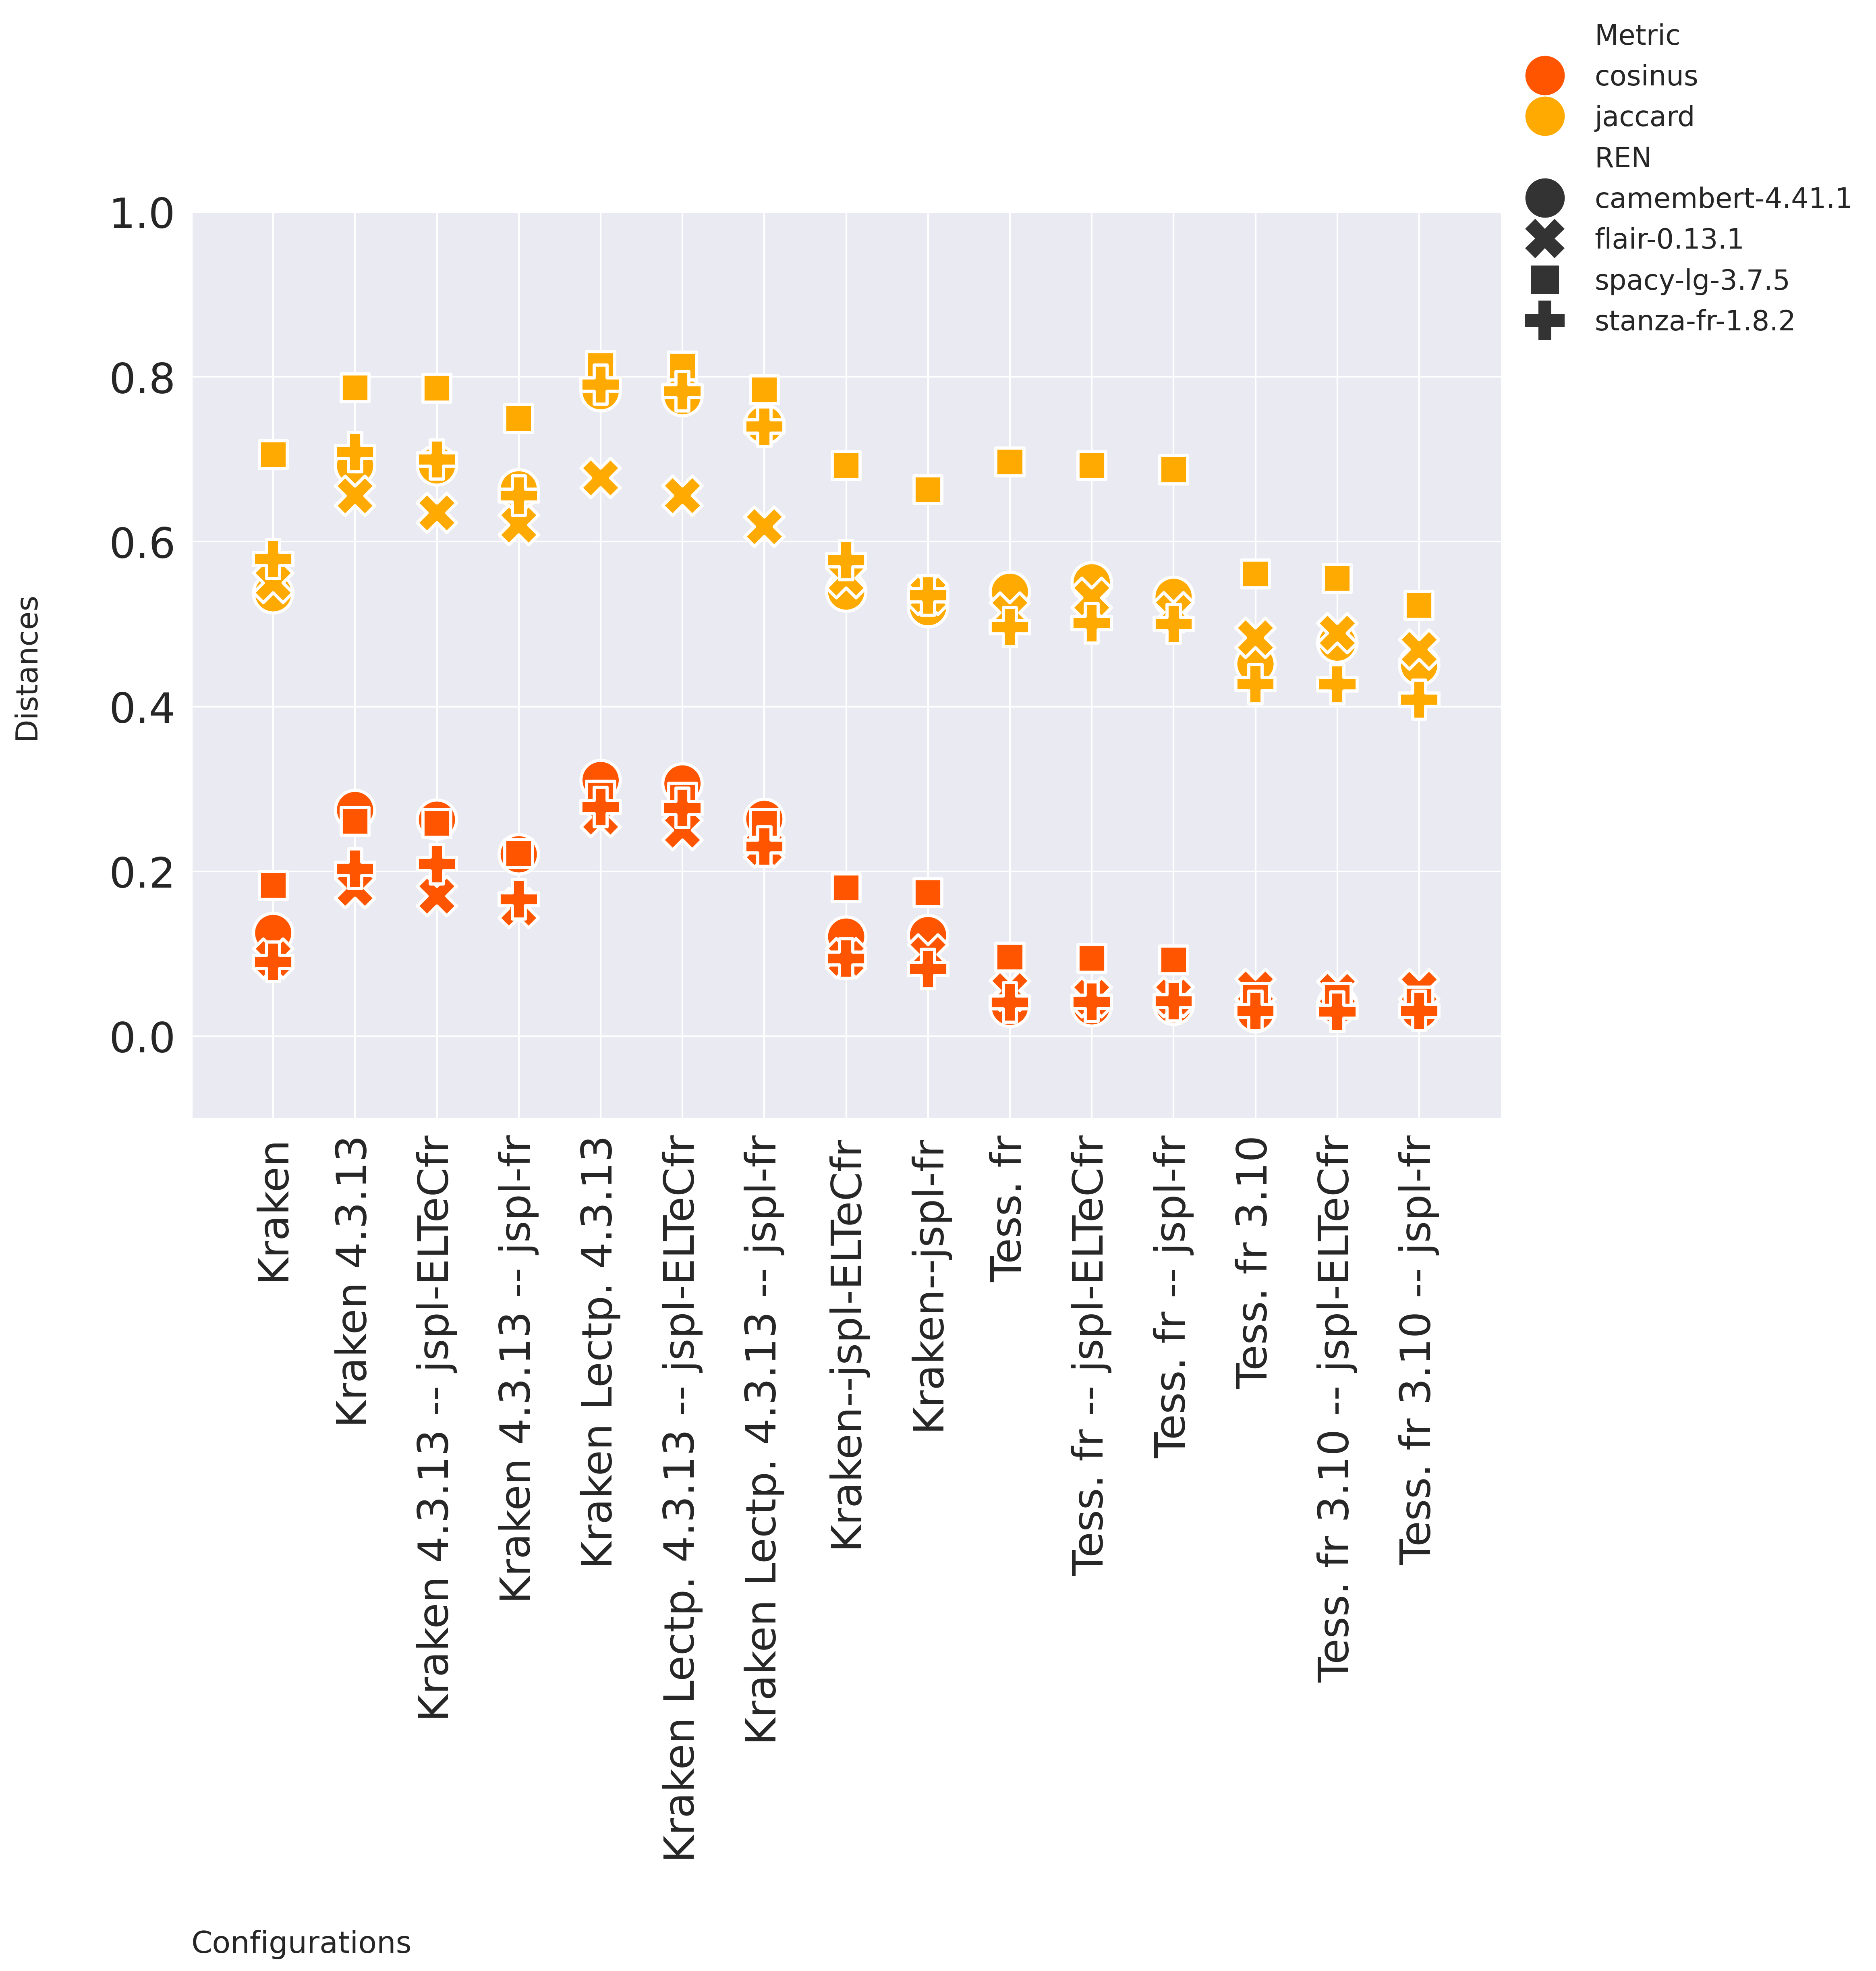 Metric
cosinus
jaccard
REN
camembert-4.41.1
flair-0.13.1
spacy-lg-3.7.5
stanza-fr-1.8.2
Distances
1.0
0.8
0.6
0.4
0.2
0.0
Kraken
Kraken 4.3.13
Kraken 4.3.13 -- jspl-ELTeCfr
Kraken 4.3.13 -- jspl-fr
Kraken Lectp. 4.3.13
Kraken Lectp. 4.3.13 -- jspl-ELTeCfr
Kraken Lectp. 4.3.13 -- jspl-fr
Kraken--jspl-ELTeCfr
Kraken--jspl-fr
Tess. fr
Tess. fr -- jspl-ELTeCfr
Tess. fr -- jspl-fr
Tess. fr 3.10
Tess. fr 3.10 -- jspl-ELTeCfr
Tess. fr 3.10 -- jspl-fr
Configurations